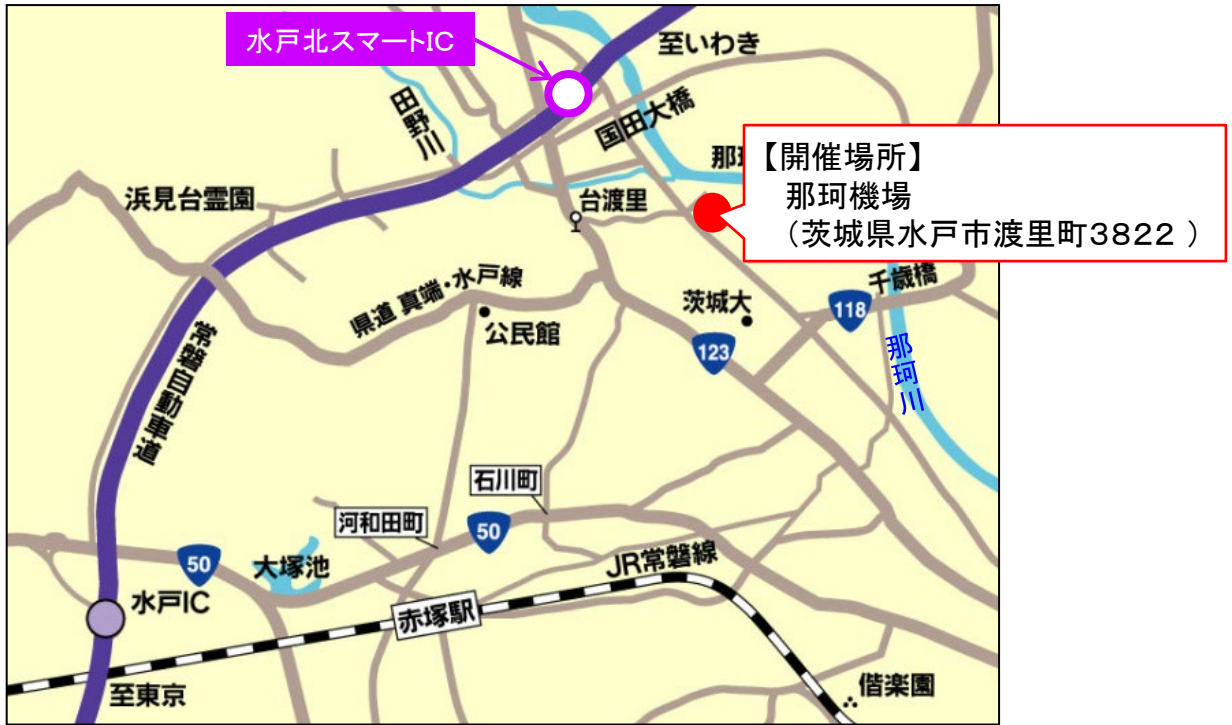 水戸北スマートIC
至いわき
田野川
国田大橋
那珂
【開催場所】
那珂機場
（茨城県水戸市渡里町3822 ）
浜見台霊園
台渡里
千歳橋
県道 真端・水戸線
茨城大
118
公民館
123
那珂川
常磐自動車道
石川町
河和田町
50
50
大塚池
JR常磐線
水戸IC
赤塚駅
至東京
偕楽園